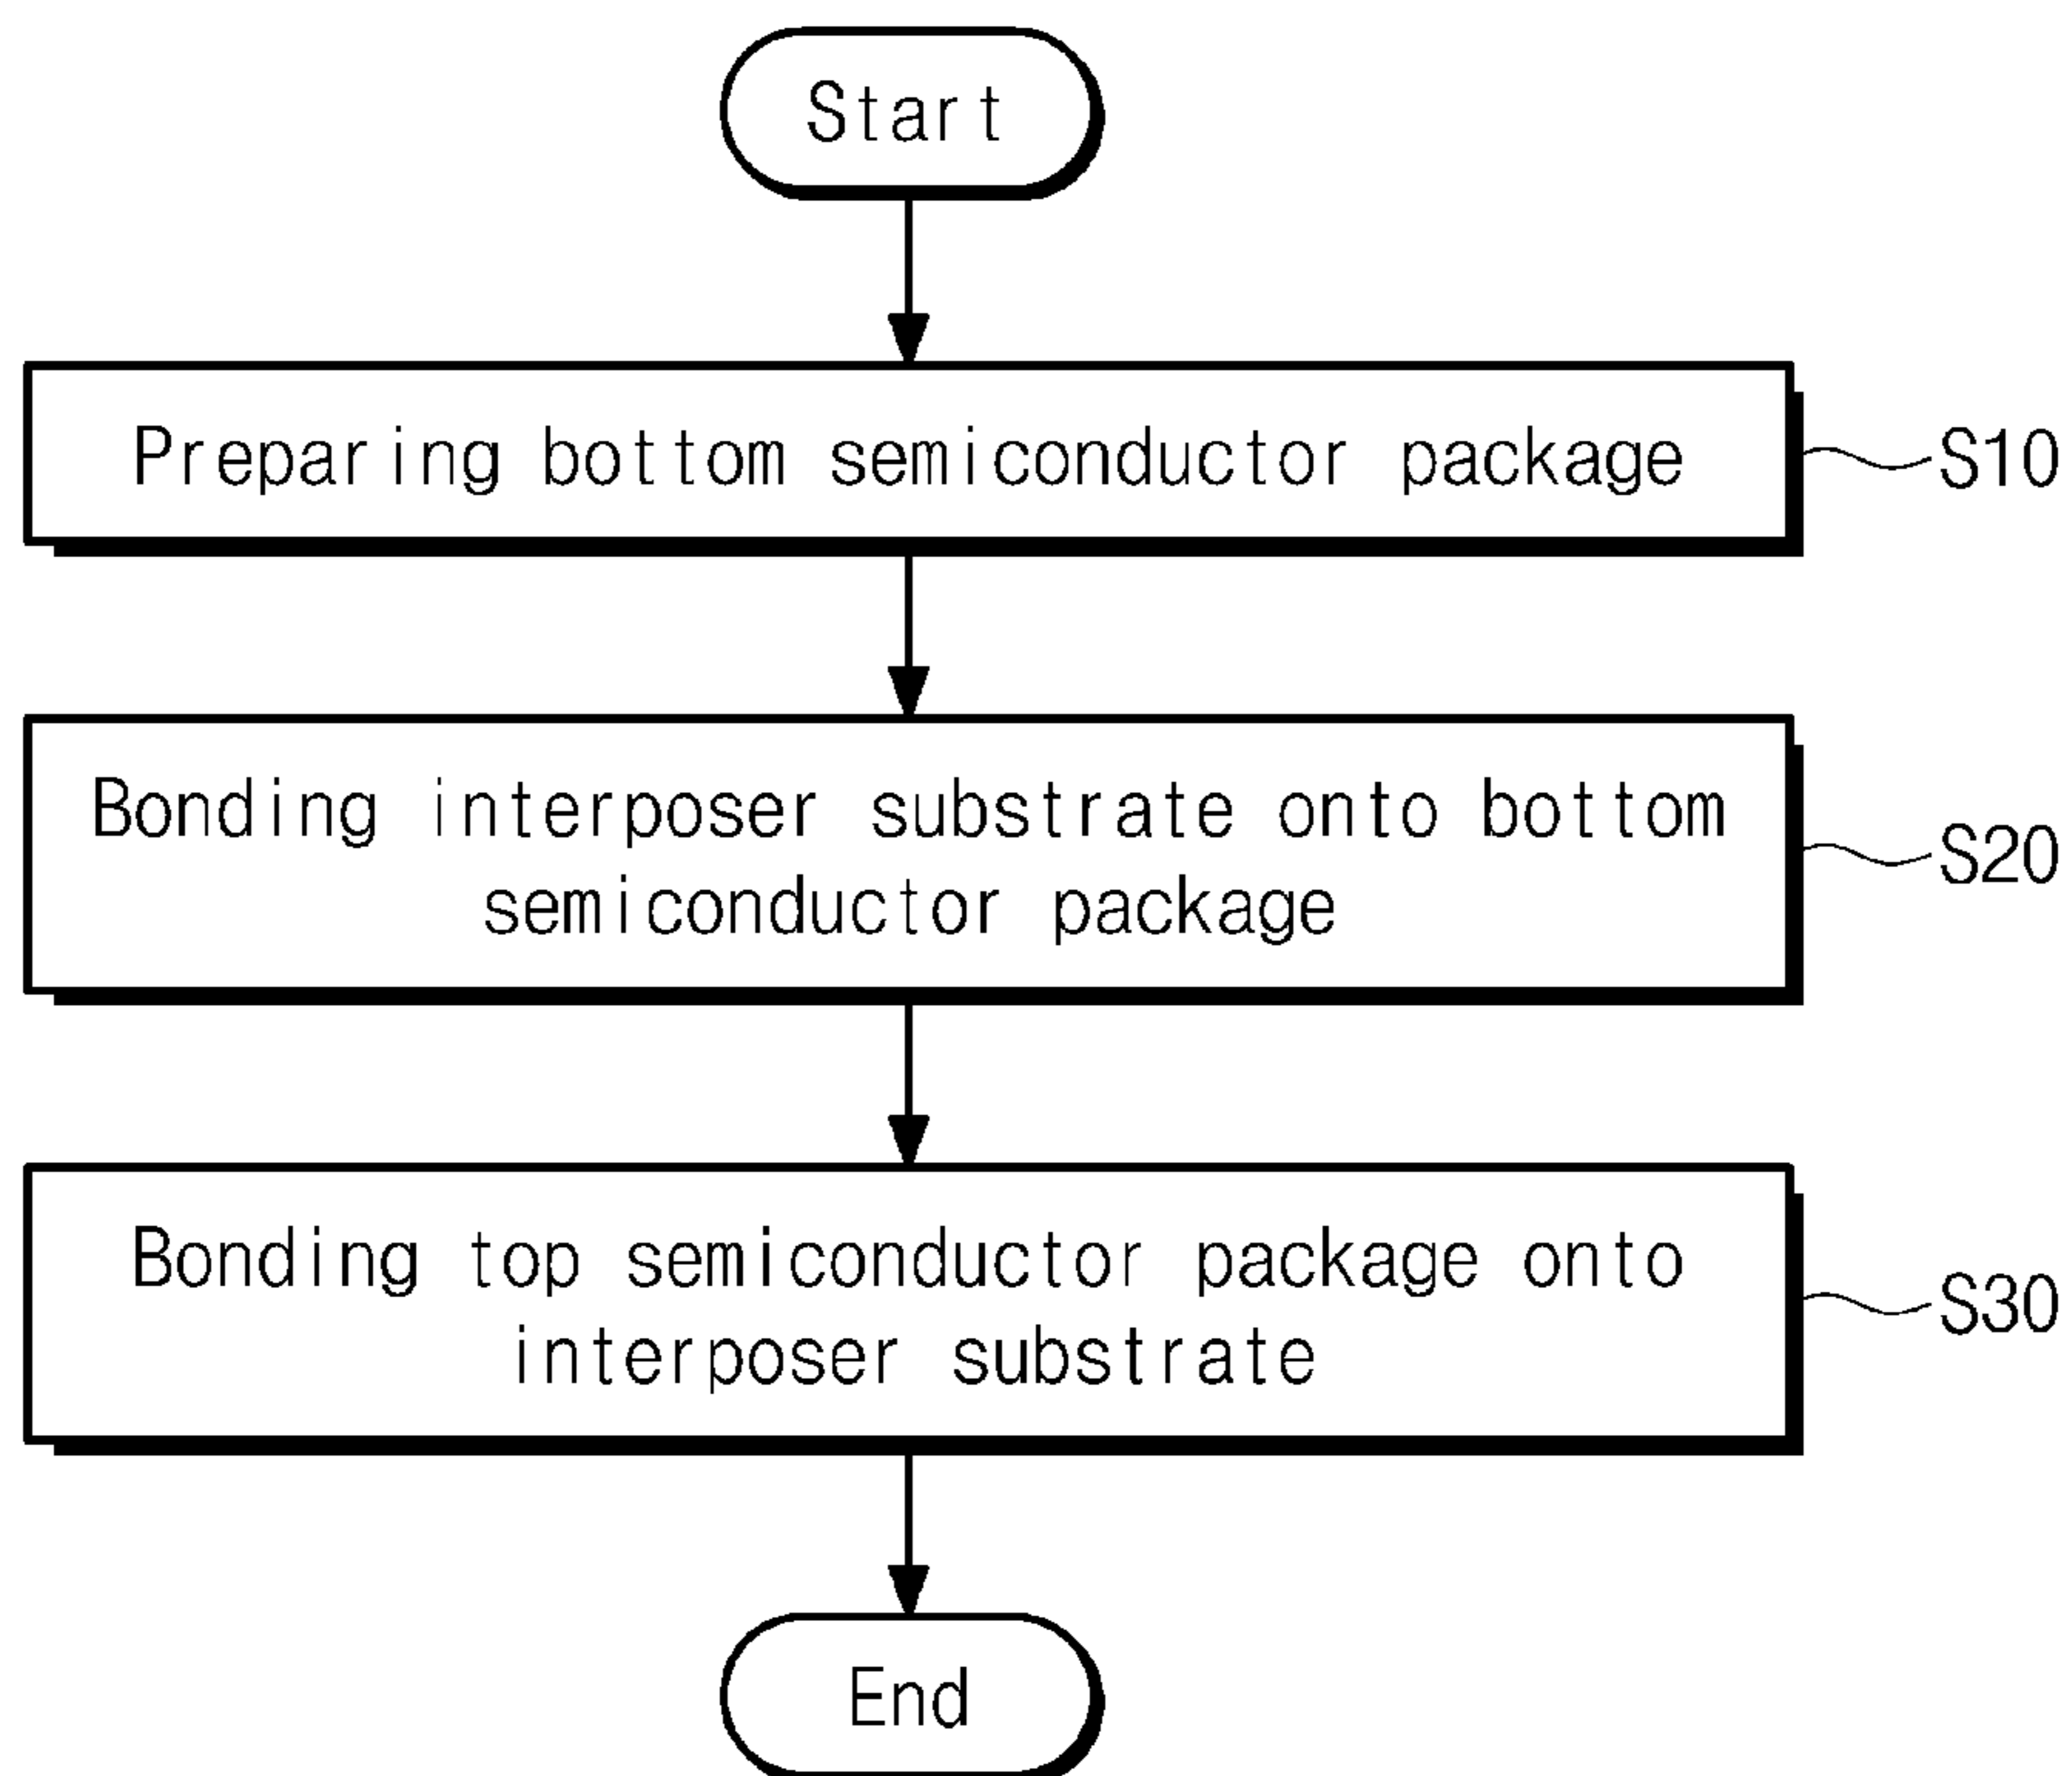 Start
Preparing bottom semiconductor package
S10
Bonding interposer substrate onto bottom
semiconductor package
S20
Bonding top semiconductor package onto
interposer substrate
S30
End